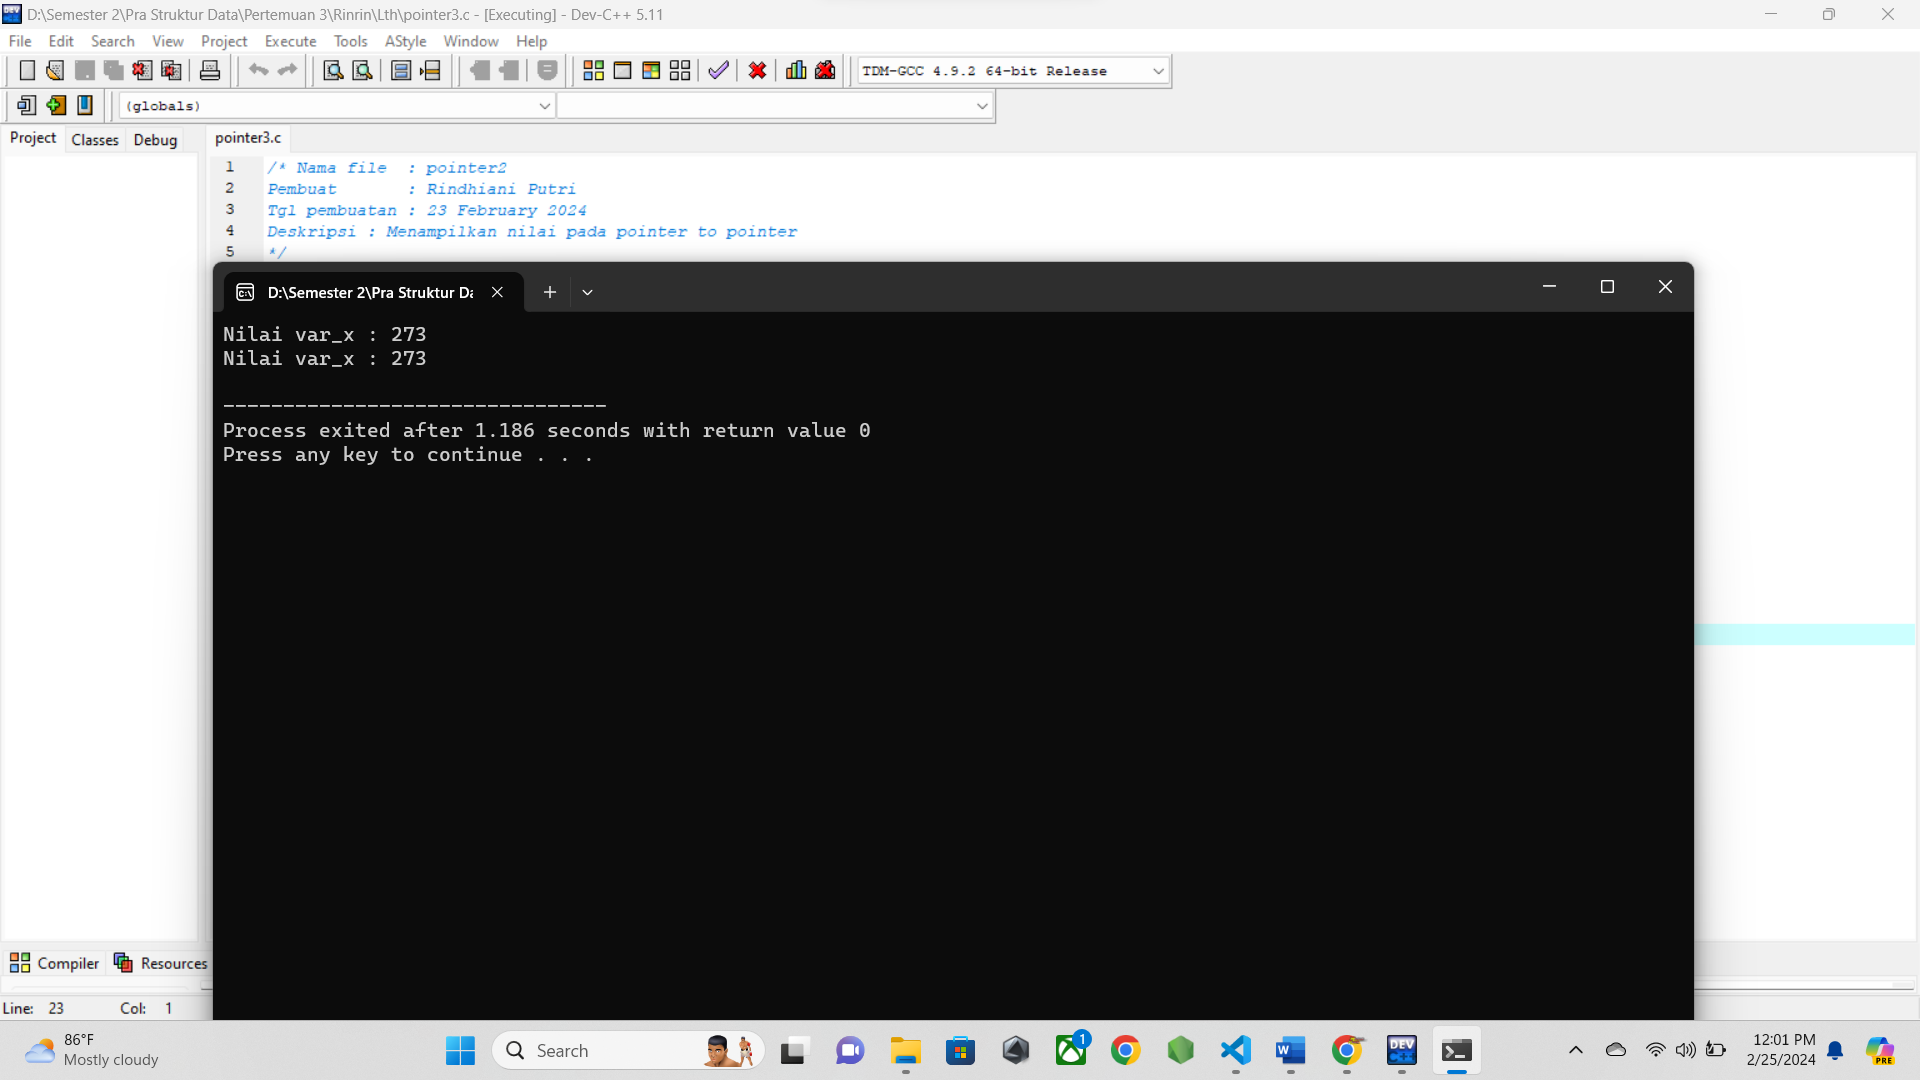 D:\Semester 2\Pra Struktur Data\Pertemuan 3\Rinrin\Lth\pointer3.c - [Executing] - Dev-C++ 5.11
File Edit Search View Project Execute Tools AStyle Window Help
TDM-GCC 4.9.2 64-bit Release
(globals)
Project Classes Debug pointer3.c
1 /* Nama file : pointer2
2 Pembuat : Rindhiani Putri
3 Tgl pembuatan : 23 February 2024
4 Deskripsi : Menampilkan nilai pada pointer to pointer
5 */
D:\Semester 2\Pra Struktur Da
Nilai var_x : 273
Nilai var_x : 273
--------------------------------
Process exited after 1.186 seconds with return value 0
Press any key to continue . . .
Compiler Resources
Line: 23 Col: 1
86°F
Mostly cloudy
Search
1
DEV
C++
12:01 PM
2/25/2024
PRE